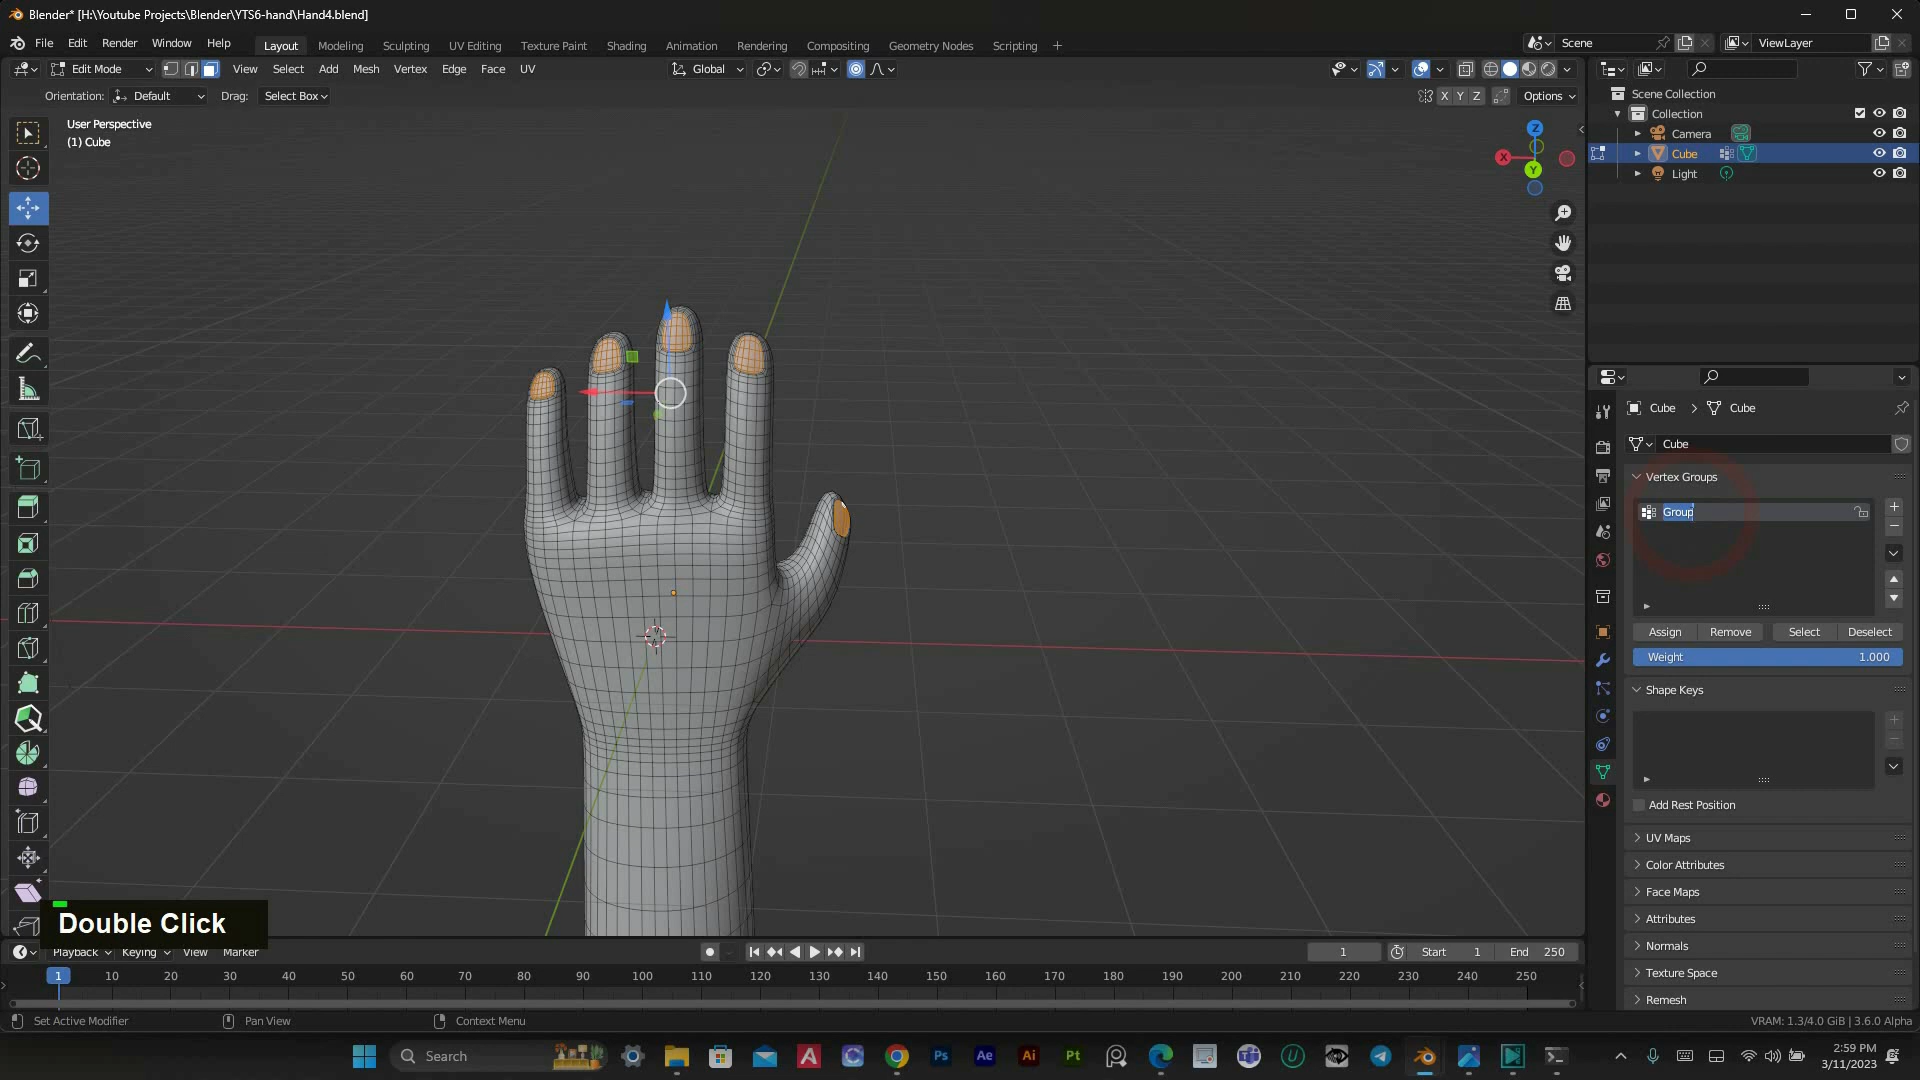 Blender* [H:\Youtube Projects\Blender\YTS6-hand\Hand4.blend]
File Edit Render Window Help Layout Modeling Sculpting UV Editing Texture Paint Shading Animation Rendering Compositing Geometry Nodes Scripting + Scene ViewLayer
Edit Mode View Select Add Mesh Vertex Edge Face UV Global
Orientation: Default Drag: Select Box X Y Z Options
User Perspective
(1) Cube
Z
X
Y
Scene Collection
Collection
Camera
Cube
Light
Cube > Cube
Cube
Vertex Groups
Group
Assign Remove Select Deselect
Weight 1.000
Shape Keys
Add Rest Position
UV Maps
Color Attributes
Face Maps
Attributes
Normals
Texture Space
Remesh
Double Click
Playback Keying View Marker 1 Start 1 End 250
1 10 20 30 40 50 60 70 80 90 100 110 120 130 140 150 160 170 180 190 200 210 220 230 240 250
Set Active Modifier Pan View Context Menu VRAM: 1.3/4.0 GiB | 3.6.0 Alpha
Search Ps Ae Ai Pt
2:59 PM
3/11/2023